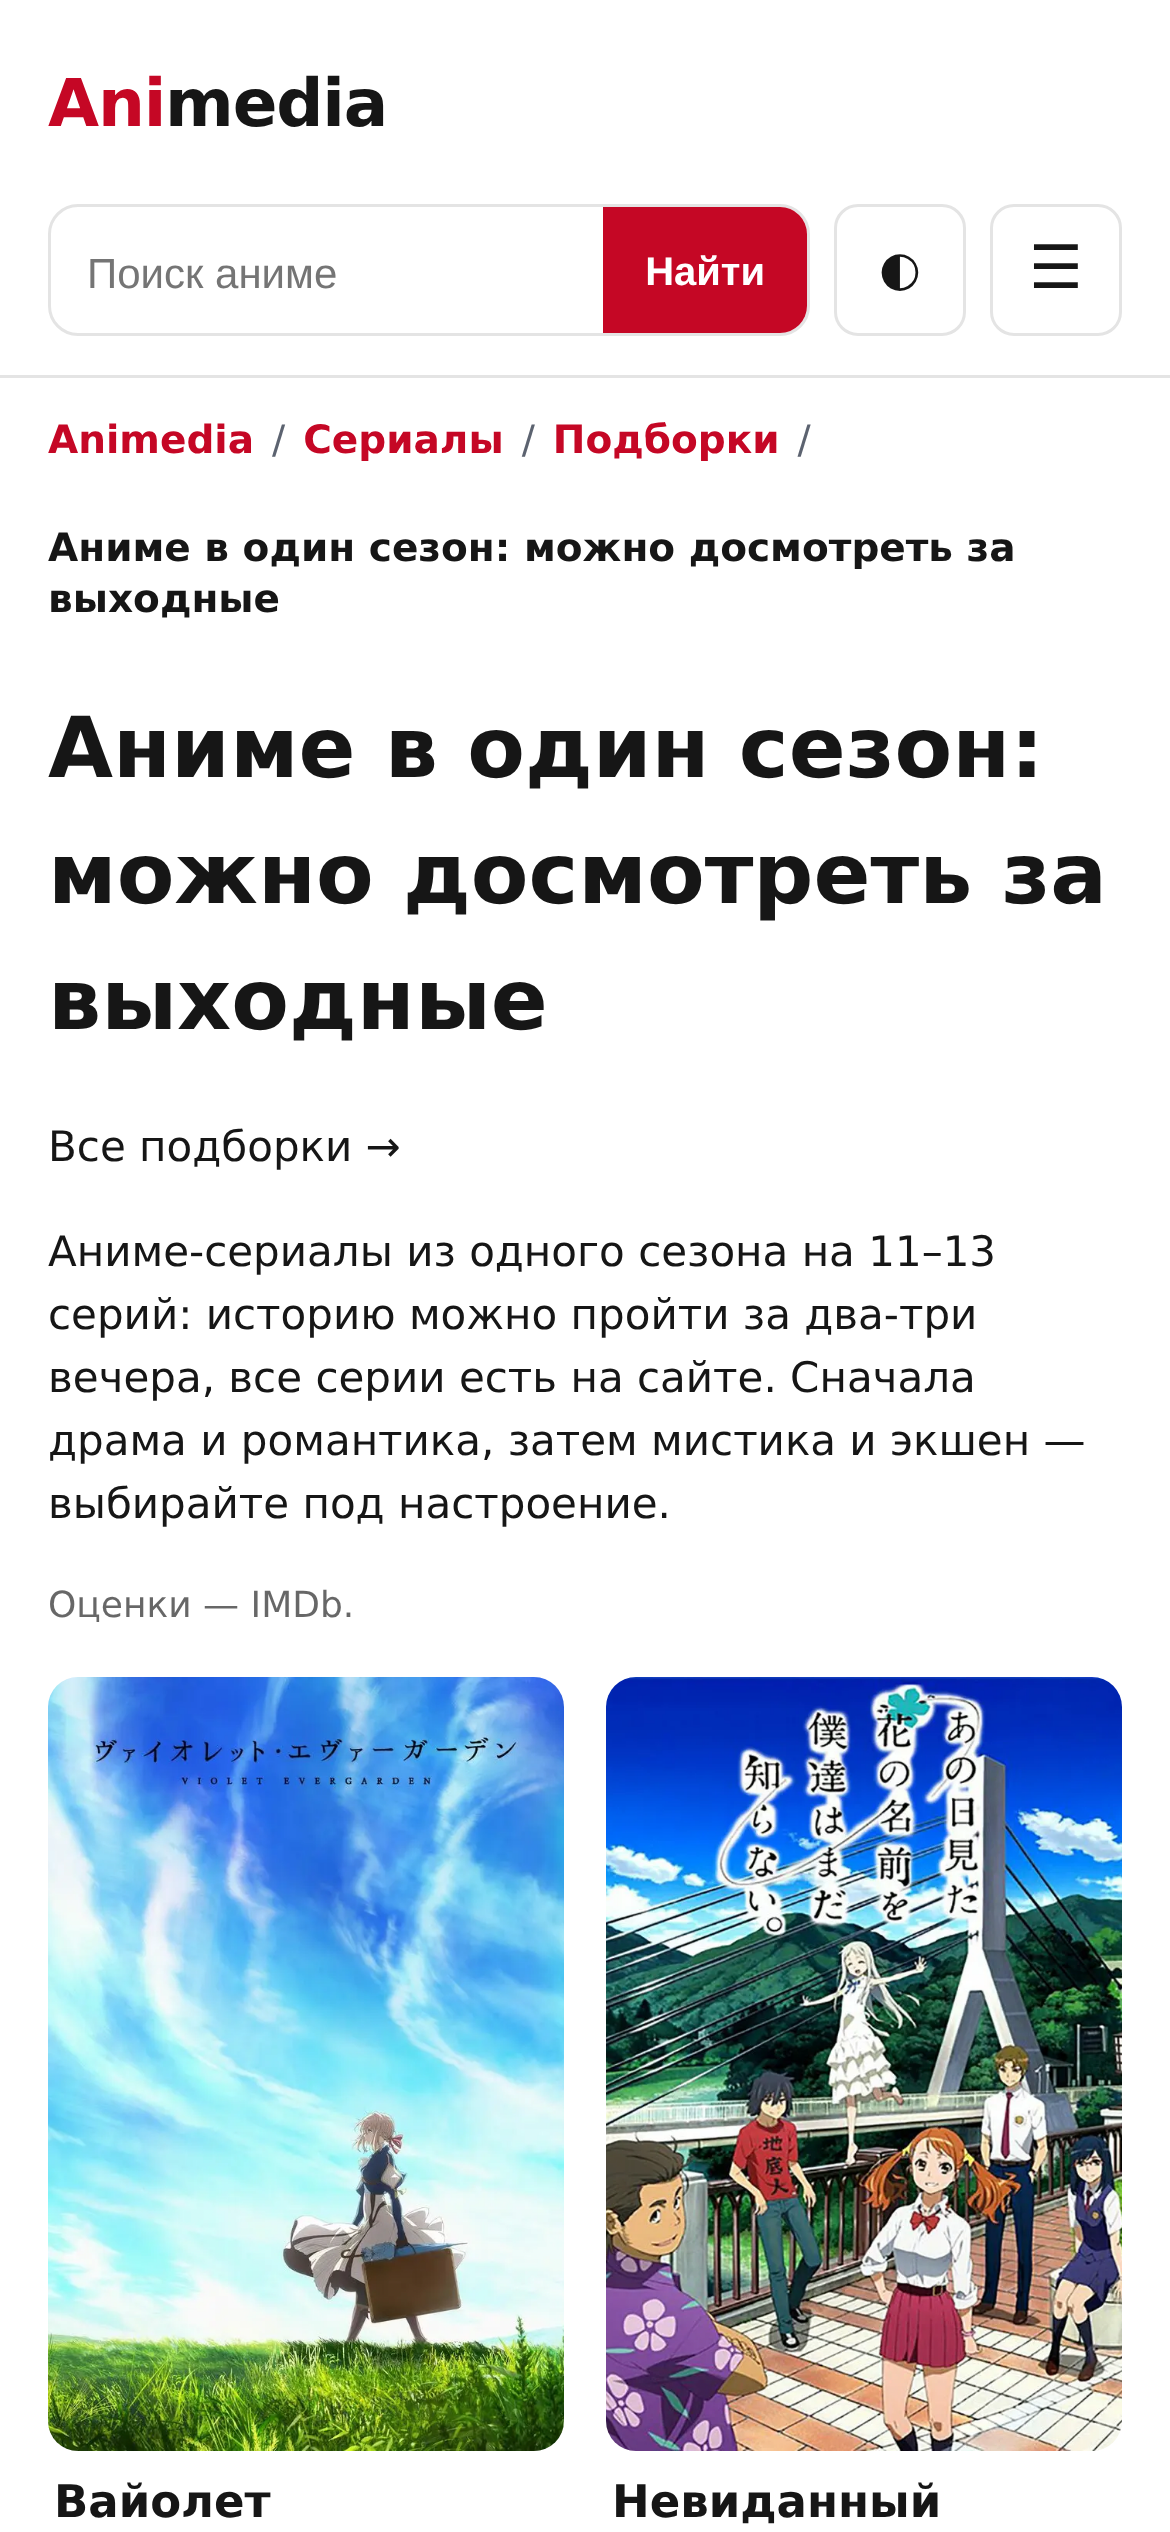 Animedia
Поиск аниме
Найти
Animedia / Сериалы / Подборки /
Аниме в один сезон: можно досмотреть за
выходные
Аниме в один сезон:
можно досмотреть за
выходные
Все подборки →
Аниме-сериалы из одного сезона на 11–13
серий: историю можно пройти за два-три
вечера, все серии есть на сайте. Сначала
драма и романтика, затем мистика и экшен —
выбирайте под настроение.
Оценки — IMDb.
ヴァイオレット・エヴァーガーデン
VIOLET EVERGARDEN
あの日見た
花の名前を
僕達はまだ
知らない。
地底人
Вайолет
Невиданный